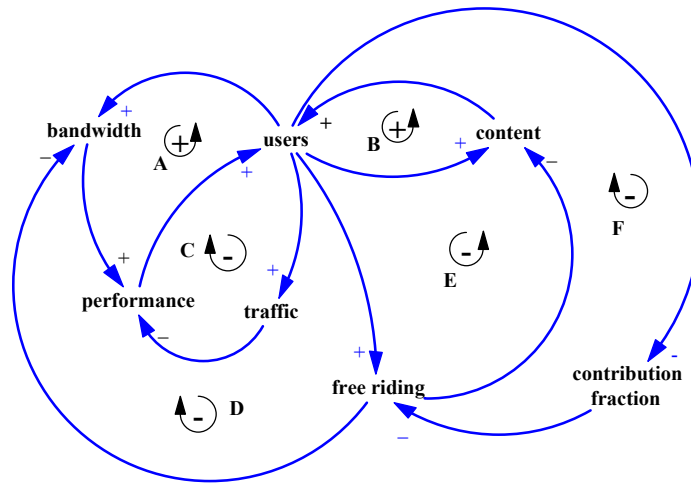 +
bandwidth
−
+
A
users
+
+
B
+
+
content
−
+
C
-
+
performance
−
+
traffic
-
E
-
F
+
free riding
-
contribution
fraction
−
-
D